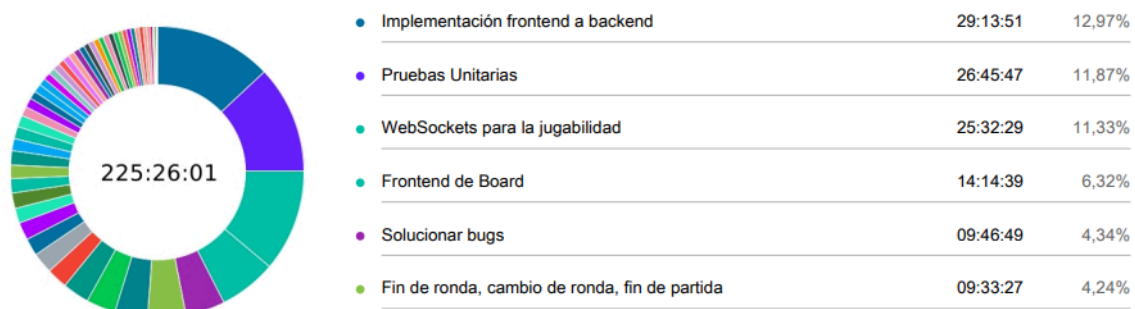 225:26:01
Implementación frontend a backend 29:13:51 12,97%
Pruebas Unitarias 26:45:47 11,87%
WebSockets para la jugabilidad 25:32:29 11,33%
Frontend de Board 14:14:39 6,32%
Solucionar bugs 09:46:49 4,34%
Fin de ronda, cambio de ronda, fin de partida 09:33:27 4,24%